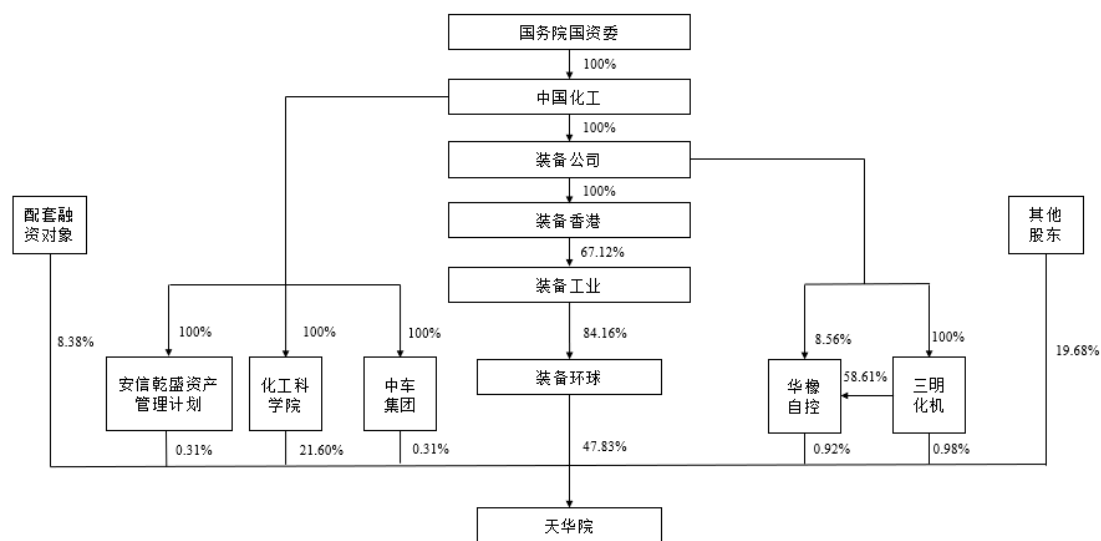 国务院国资委
100%
中国化工
100%
装备公司
100%
配套融
资对象
装备香港
其他
股东
67.12%
装备工业
100%
100%
100%
84.16%
8.56%
100%
8.38%
19.68%
安信乾盛资产
管理计划
化工科
学院
中车
集团
装备环球
华橡
自控
58.61%
三明
化机
0.31%
21.60%
0.31%
47.83%
0.92%
0.98%
天华院